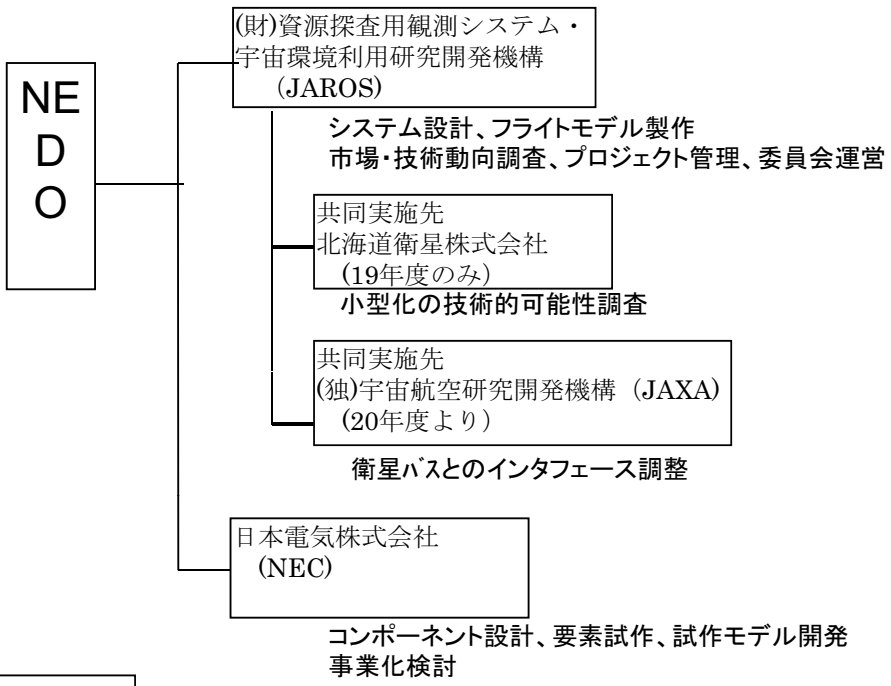 NE
D
O
(財)資源探査用観測システム・
宇宙環境利用研究開発機構
(JAROS)
システム設計、フライトモデル製作
市場・技術動向調査、プロジェクト管理、委員会運営
共同実施先
北海道衛星株式会社
(19年度のみ）
小型化の技術的可能性調査
共同実施先
(独)宇宙航空研究開発機構（JAXA)
(20年度より）
衛星ﾊﾞｽとのインタフェース調整
日本電気株式会社
(NEC)
コンポーネント設計、要素試作、試作モデル開発
事業化検討